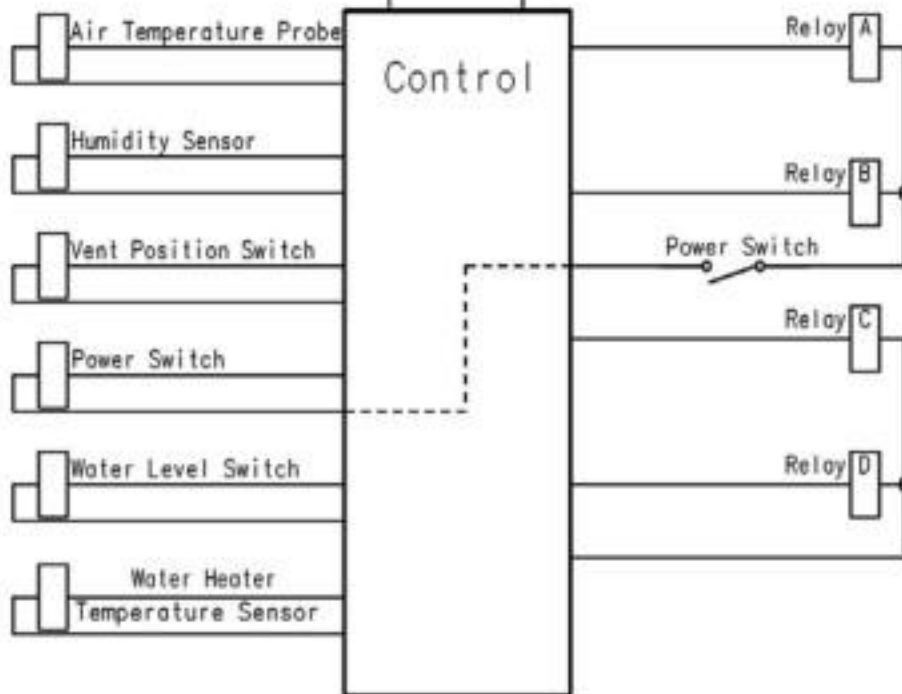 Air Temperature Probe
Humidity Sensor
Vent Position Switch
Power Switch
Water Level Switch
Water Heater
Temperature Sensor
Control
Relay A
Relay B
Power Switch
Relay C
Relay D